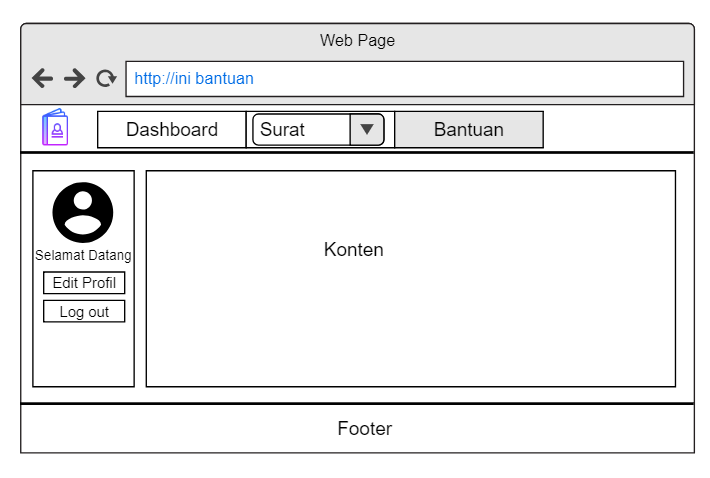 Web Page
http://ini bantuan
Dashboard
Surat
Bantuan
Selamat Datang
Edit Profil
Log out
Konten
Footer